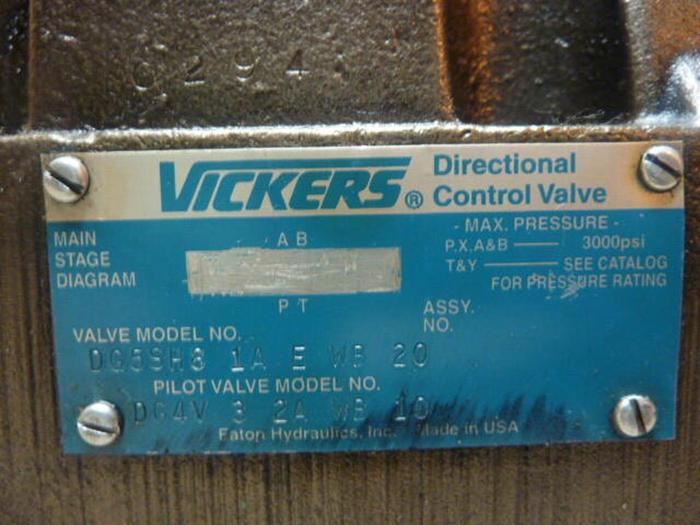 C294
VICKERS® Directional Control Valve
MAIN STAGE DIAGRAM
A B
P T
- MAX. PRESSURE -
P.X.A&B — 3000psi
T&Y — SEE CATALOG
FOR PRESSURE RATING
ASSY. NO.
VALVE MODEL NO.
DG5SH8 1A E WB 20
PILOT VALVE MODEL NO.
DG4V 3 2A WB 10
Eaton Hydraulics, Inc. Made in USA